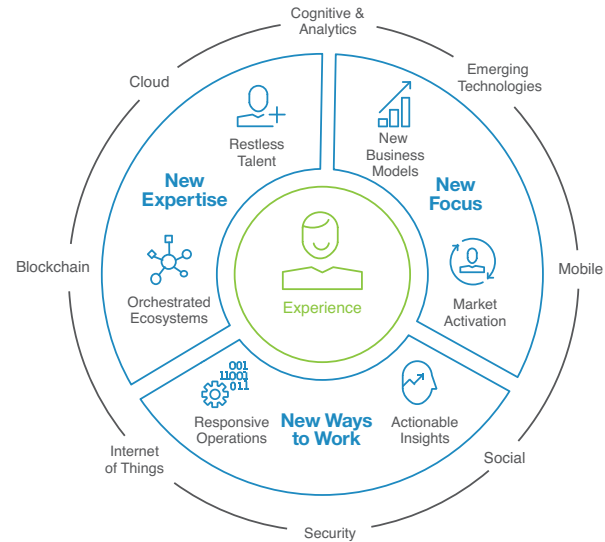 Cognitive &
Analytics
Cloud
Emerging
Technologies
Restless
Talent
New
Business
Models
New
Expertise
New
Focus
Blockchain
Mobile
Orchestrated
Ecosystems
Experience
Market
Activation
001
11001
011
Responsive
Operations
New Ways
to Work
Actionable
Insights
Internet
of Things
Social
Security